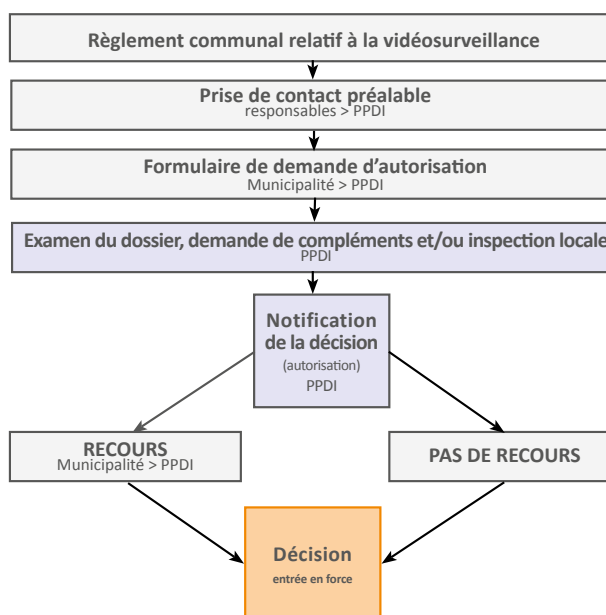 Règlement communal relatif à la vidéosurveillance
Prise de contact préalable
responsables > PPDI
Formulaire de demande d'autorisation
Municipalité > PPDI
Examen du dossier, demande de compléments et/ou inspection locale
PPDI
Notification
de la décision
(autorisation)
PPDI
RECOURS
Municipalité > PPDI
PAS DE RECOURS
Décision
entrée en force